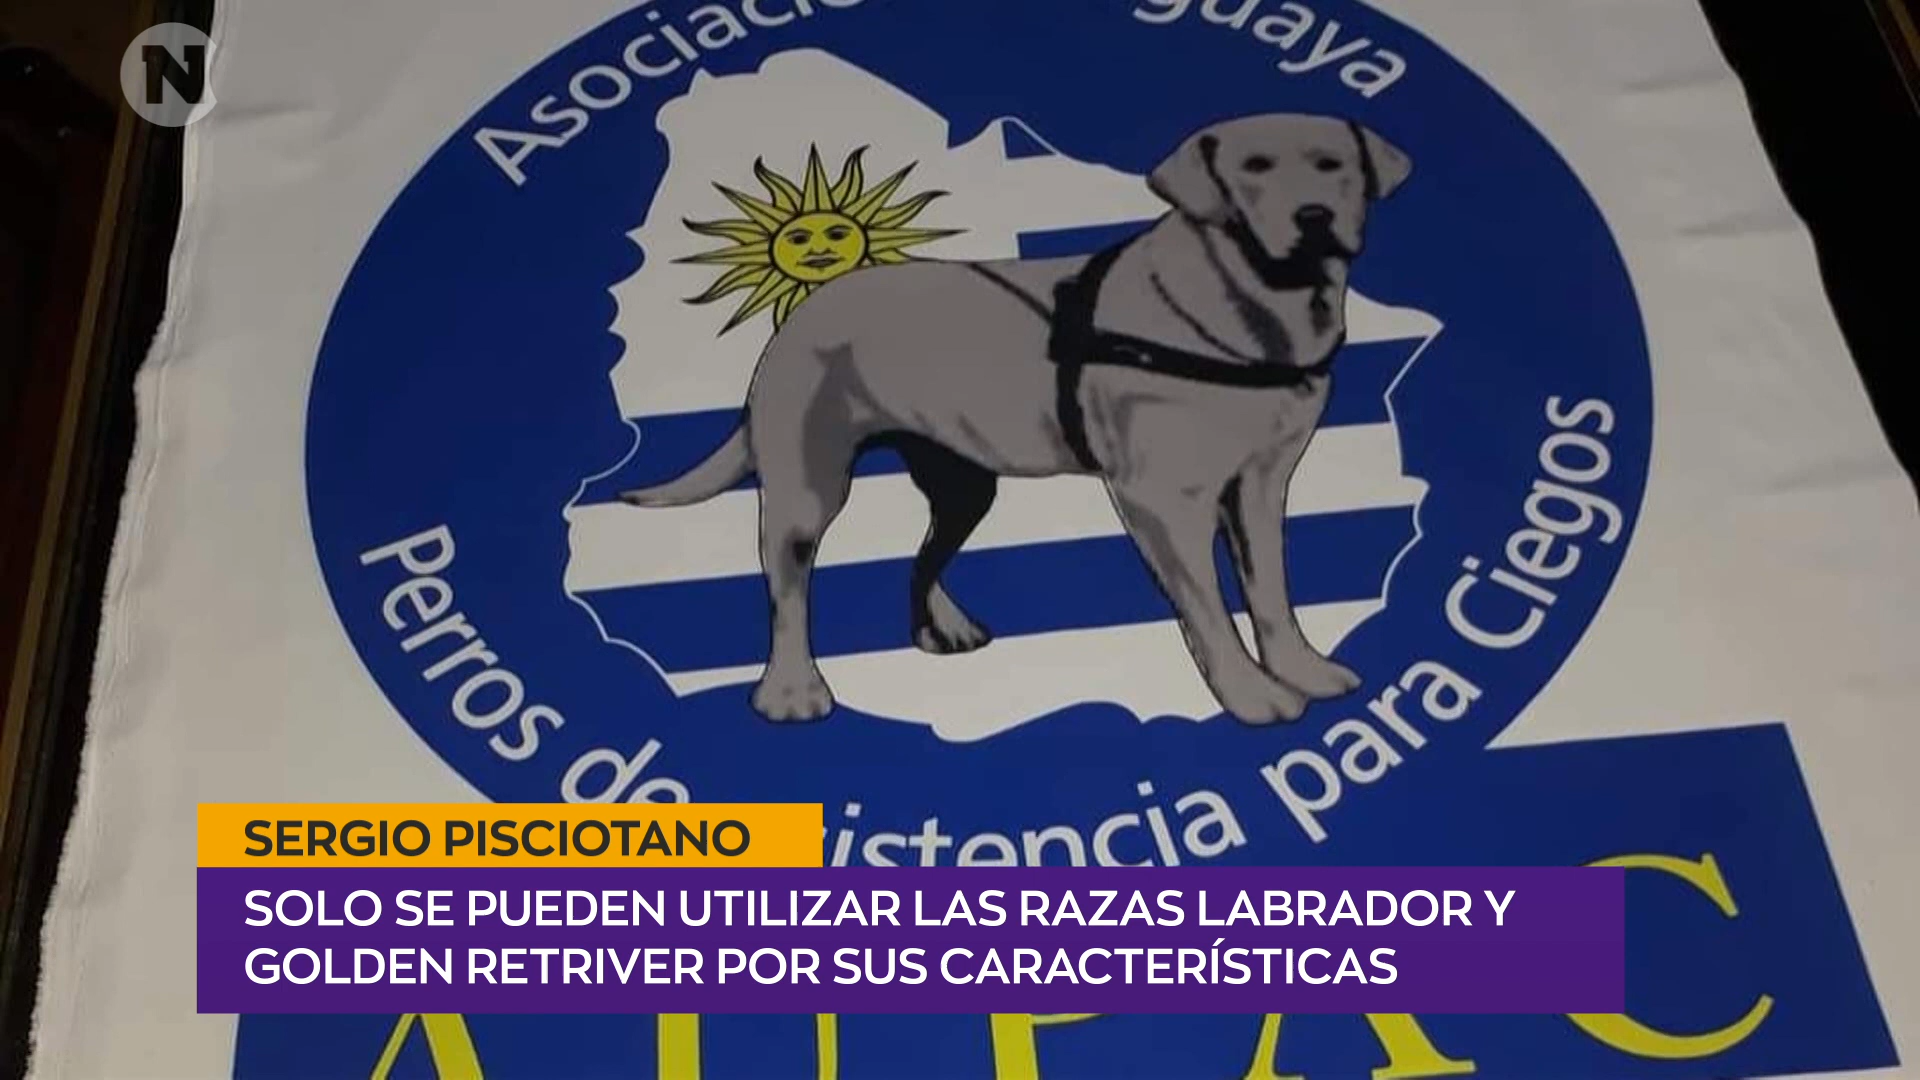 N
Asociació
guaya
Perros de
istencia para Ciegos
SERGIO PISCIOTANO
SOLO SE PUEDEN UTILIZAR LAS RAZAS LABRADOR Y
GOLDEN RETRIVER POR SUS CARACTERÍSTICAS
AUPAC